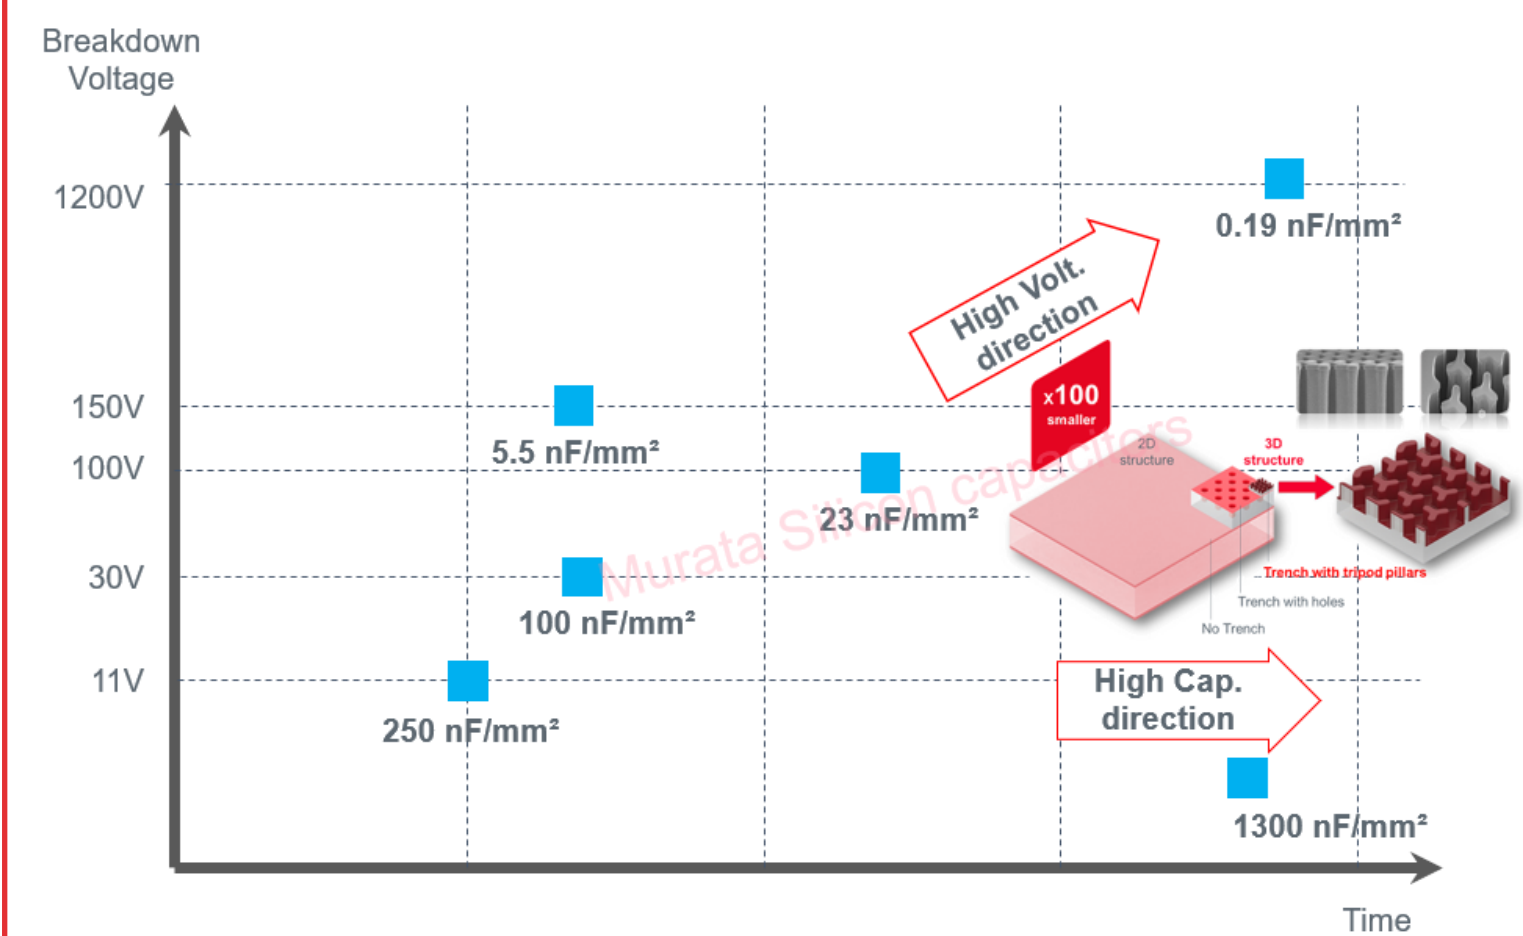 Breakdown
Voltage
1200V
0.19 nF/mm²
High Volt.
direction
x100
smaller
150V
5.5 nF/mm²
100V
23 nF/mm²
2D
structure
3D
structure
Murata Silicon capacitors
30V
100 nF/mm²
Trench with tripod pillars
Trench with holes
No Trench
11V
250 nF/mm²
High Cap.
direction
1300 nF/mm²
Time